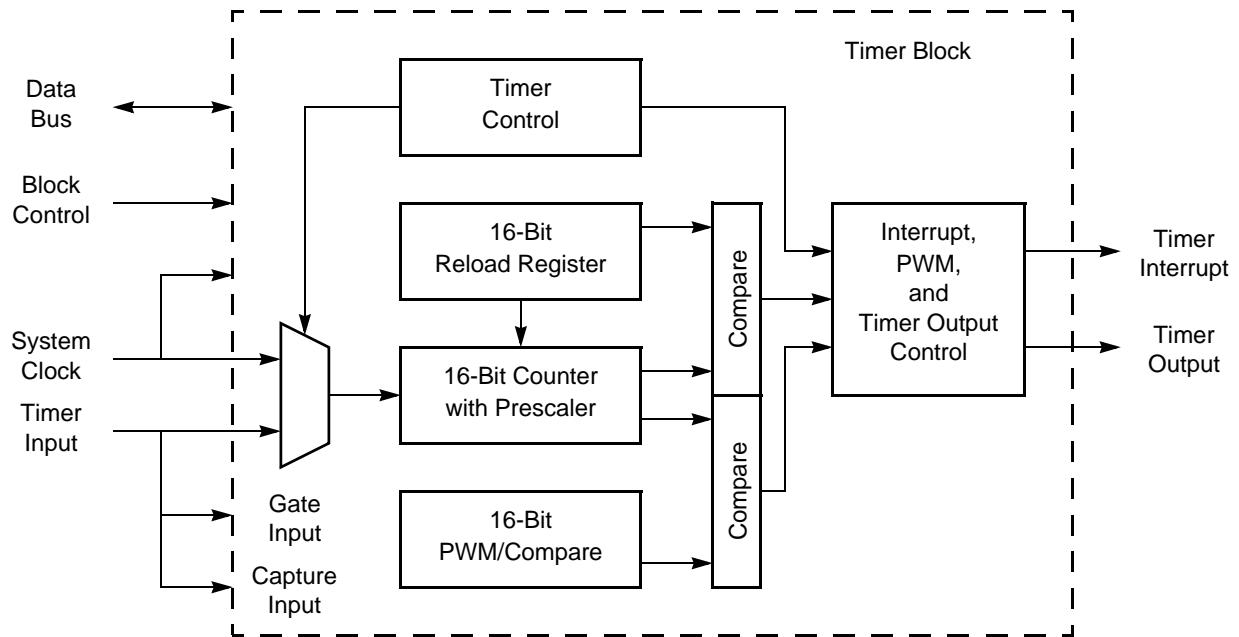 Timer Block
Data
Bus
Timer
Control
Block
Control
16-Bit
Reload Register
Compare
Interrupt,
PWM,
and
Timer Output
Control
Timer
Interrupt
System
Clock
16-Bit Counter
with Prescaler
Timer
Output
Timer
Input
Compare
Gate
Input
16-Bit
PWM/Compare
Capture
Input